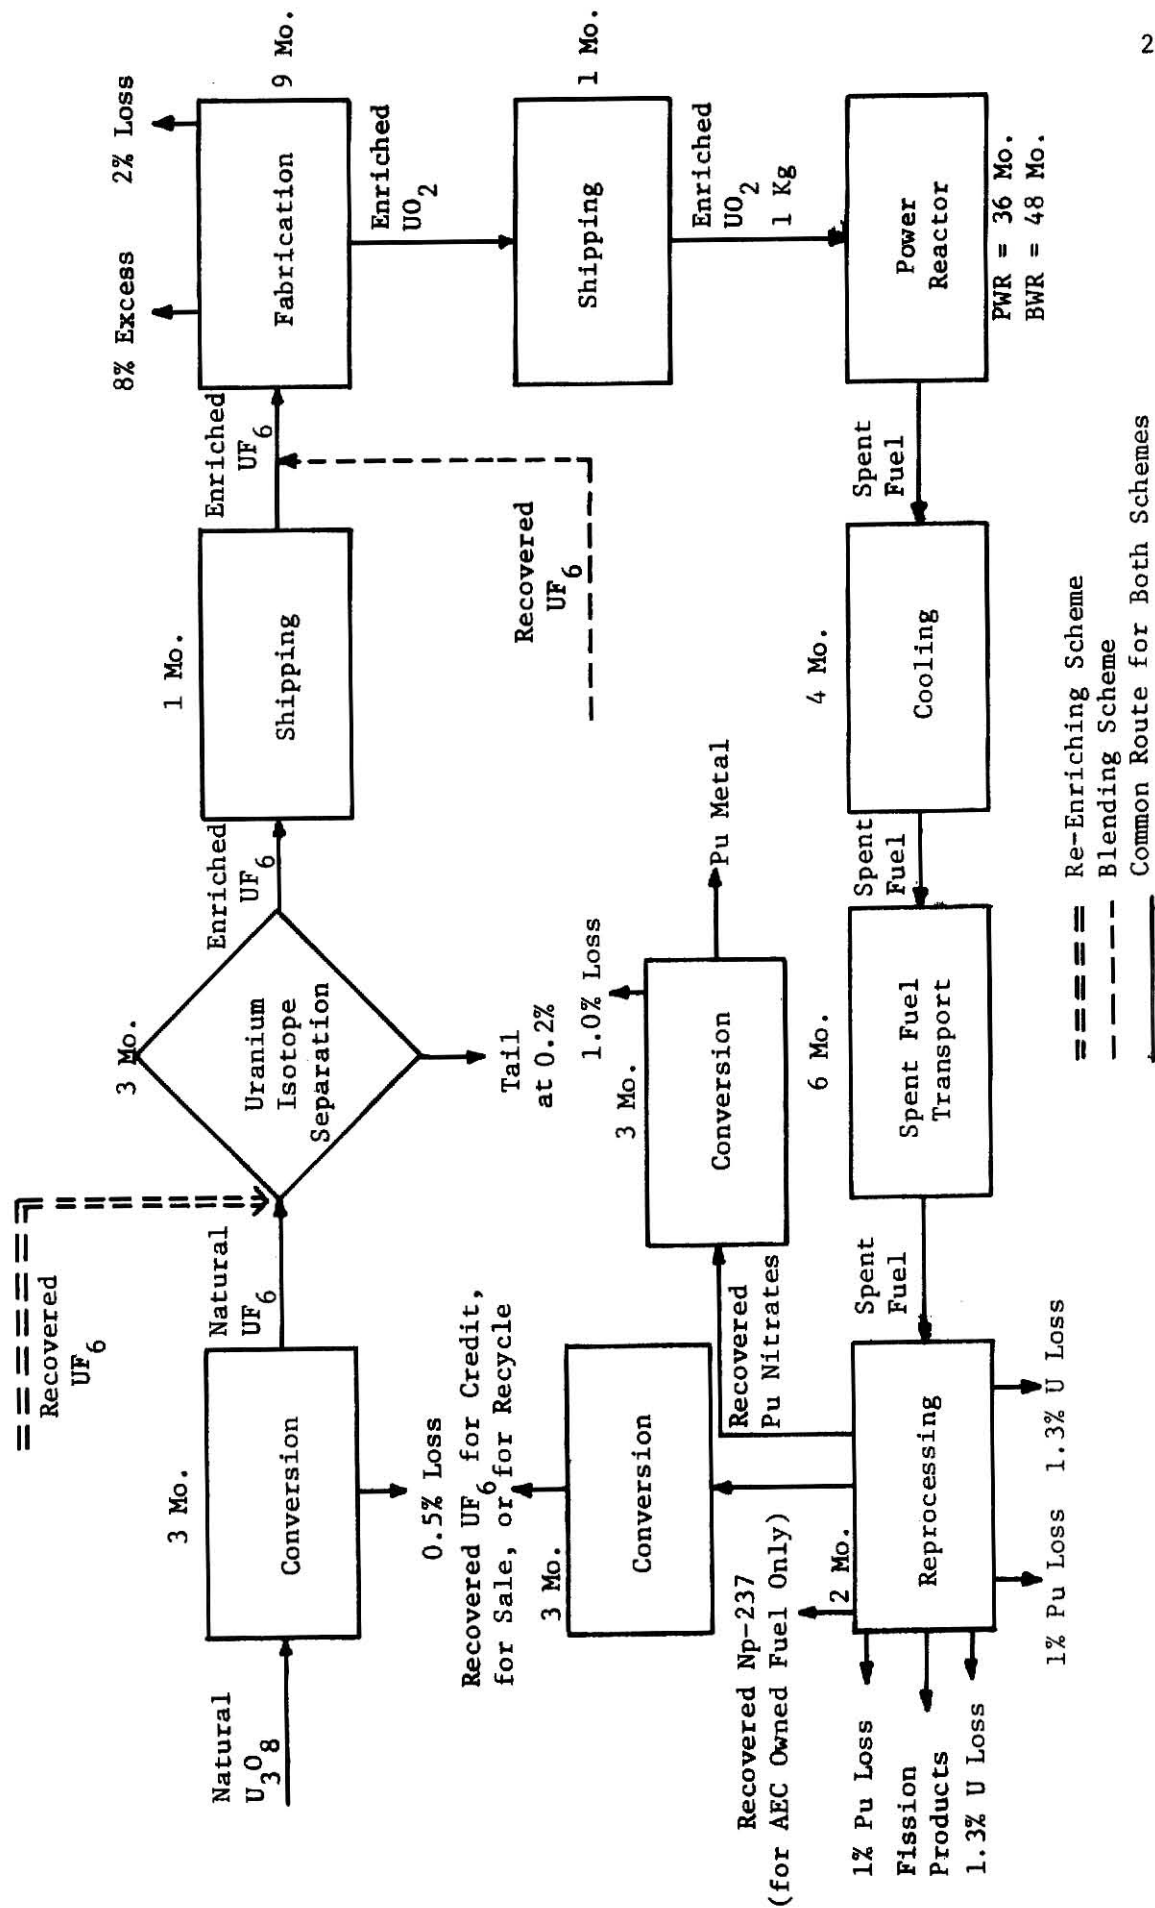 Recovered
UF6
3 Mo.
Natural
U3O8
Conversion
0.5% Loss
Natural
UF6
3 Mo.
Uranium
Isotope
Separation
Tail
at 0.2%
Enriched
UF6
1 Mo.
Shipping
Enriched
UF6
Recovered
UF6
8% Excess
2% Loss
Fabrication
9 Mo.
Enriched
UO2
Shipping
1 Mo.
Enriched
UO2
1 Kg
Power
Reactor
PWR = 36 Mo.
BWR = 48 Mo.
Spent
Fuel
4 Mo.
Cooling
Spent
Fuel
6 Mo.
Spent Fuel
Transport
Spent
Fuel
Reprocessing
2 Mo.
1% Pu Loss
1.3% U Loss
1% Pu Loss
Fission
Products
1.3% U Loss
Recovered Np-237
(for AEC Owned Fuel Only)
3 Mo.
Conversion
Recovered UF6 for Credit,
for Sale, or for Recycle
Recovered
Pu Nitrates
3 Mo.
Conversion
1.0% Loss
Pu Metal
Re-Enriching Scheme
Blending Scheme
Common Route for Both Schemes
2